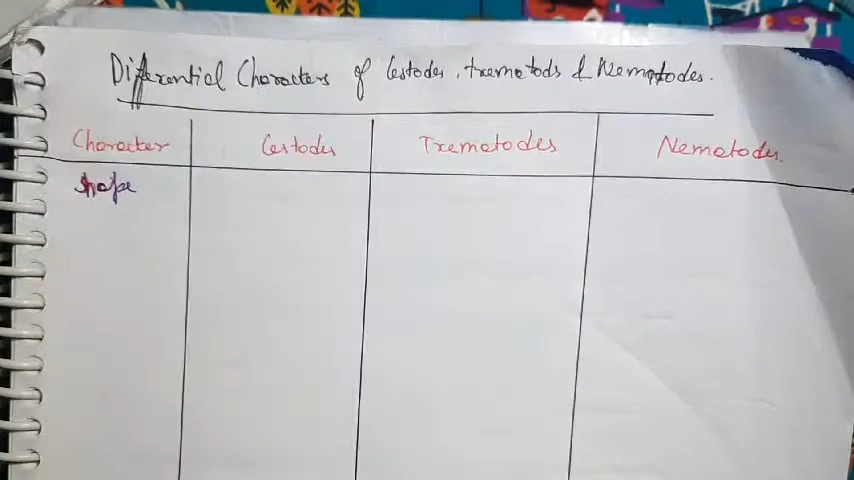 Differential Characters of Cestodes, trematods & Nematodes.
Character Cestodes Trematodes Nematodes.
shape